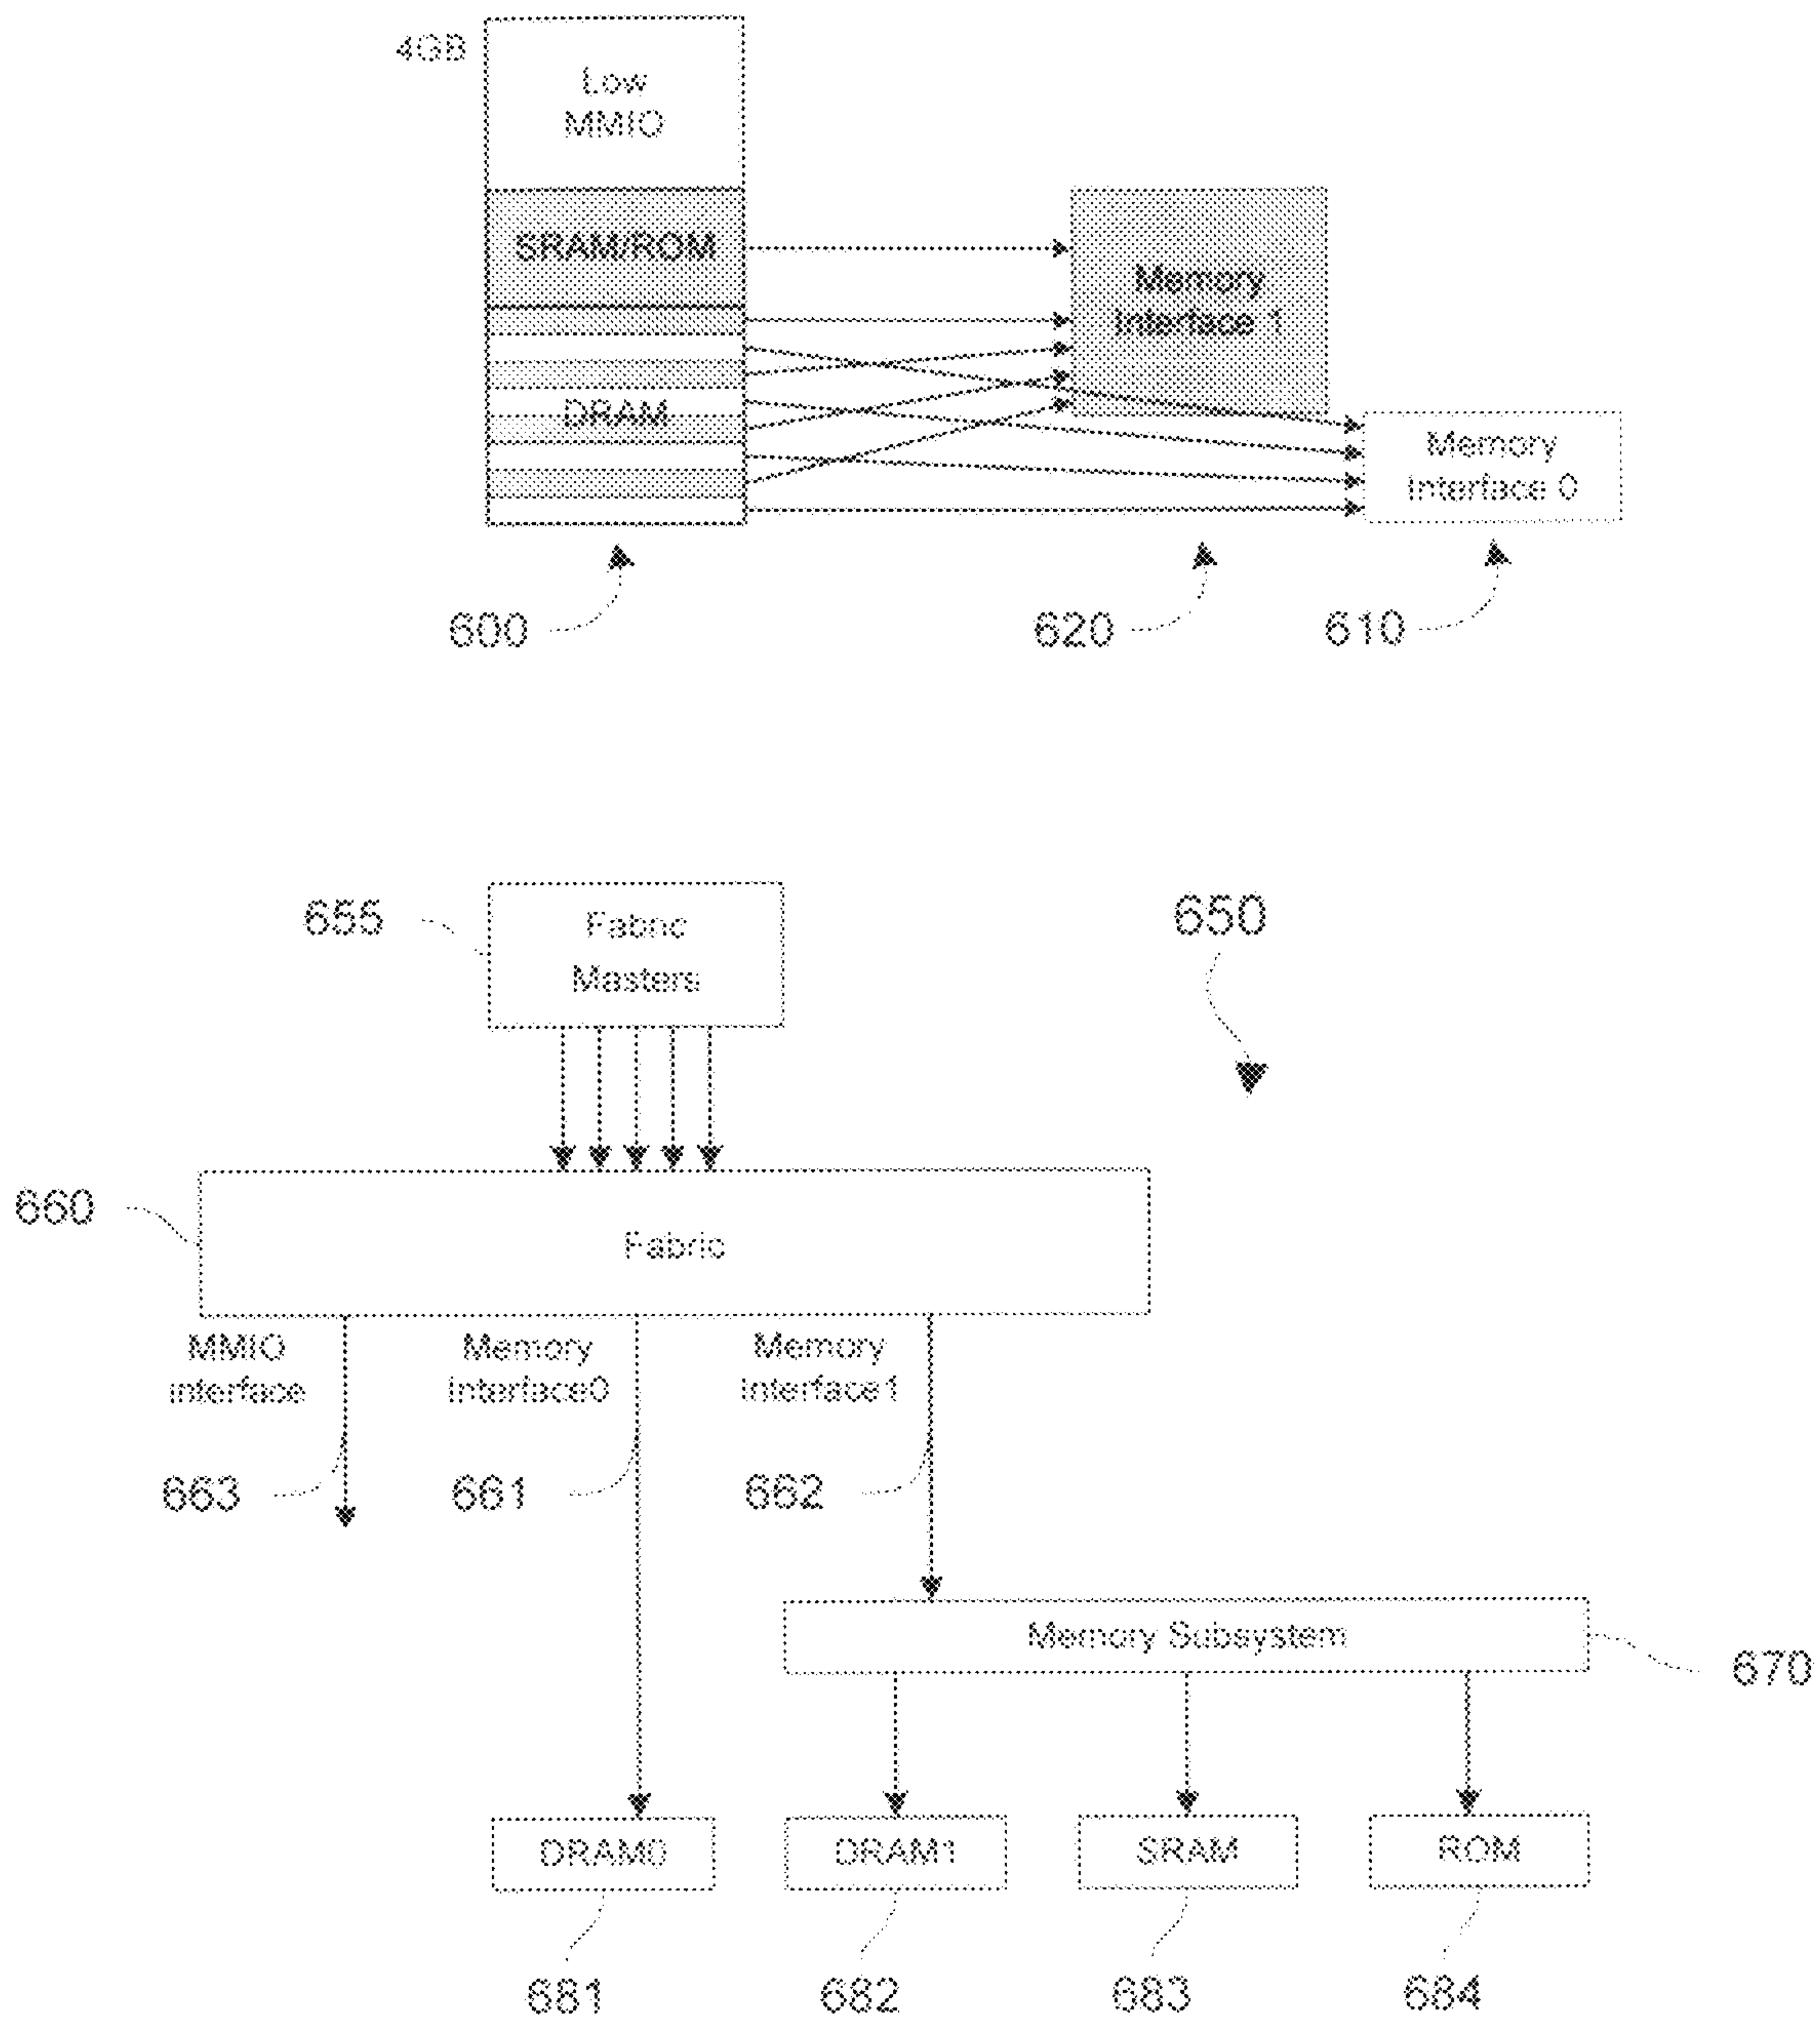 4GB
Low
MMIO
SRAM/ROM
Memory
Interface 1
DRAM
Memory
Interface 0
600
620
610
655
Fabric
Masters
650
660
Fabric
MMIO
interface
Memory
Interface0
Memory
Interface1
663
661
662
Memory Subsystem
670
DRAM0
DRAM1
SRAM
ROM
681
682
683
684